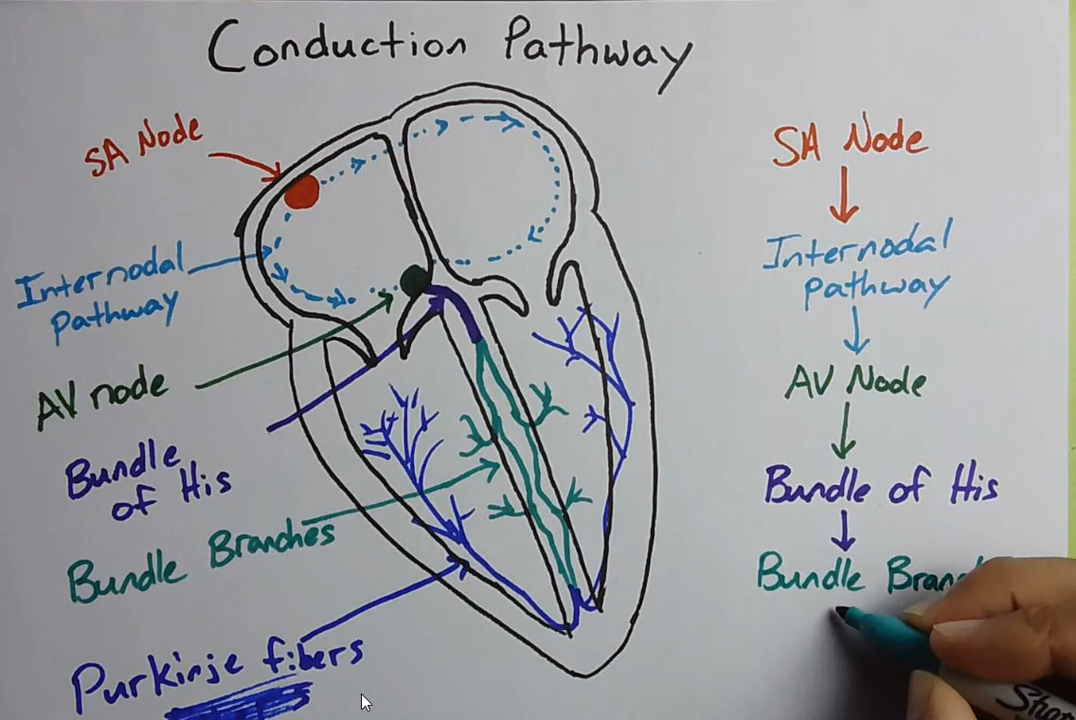 Conduction Pathway
SA Node
Internodal
Pathway
AV node
Bundle
of His
Bundle Branches
Purkinje fibers
SA Node
Internodal
pathway
AV Node
Bundle of His
Bundle